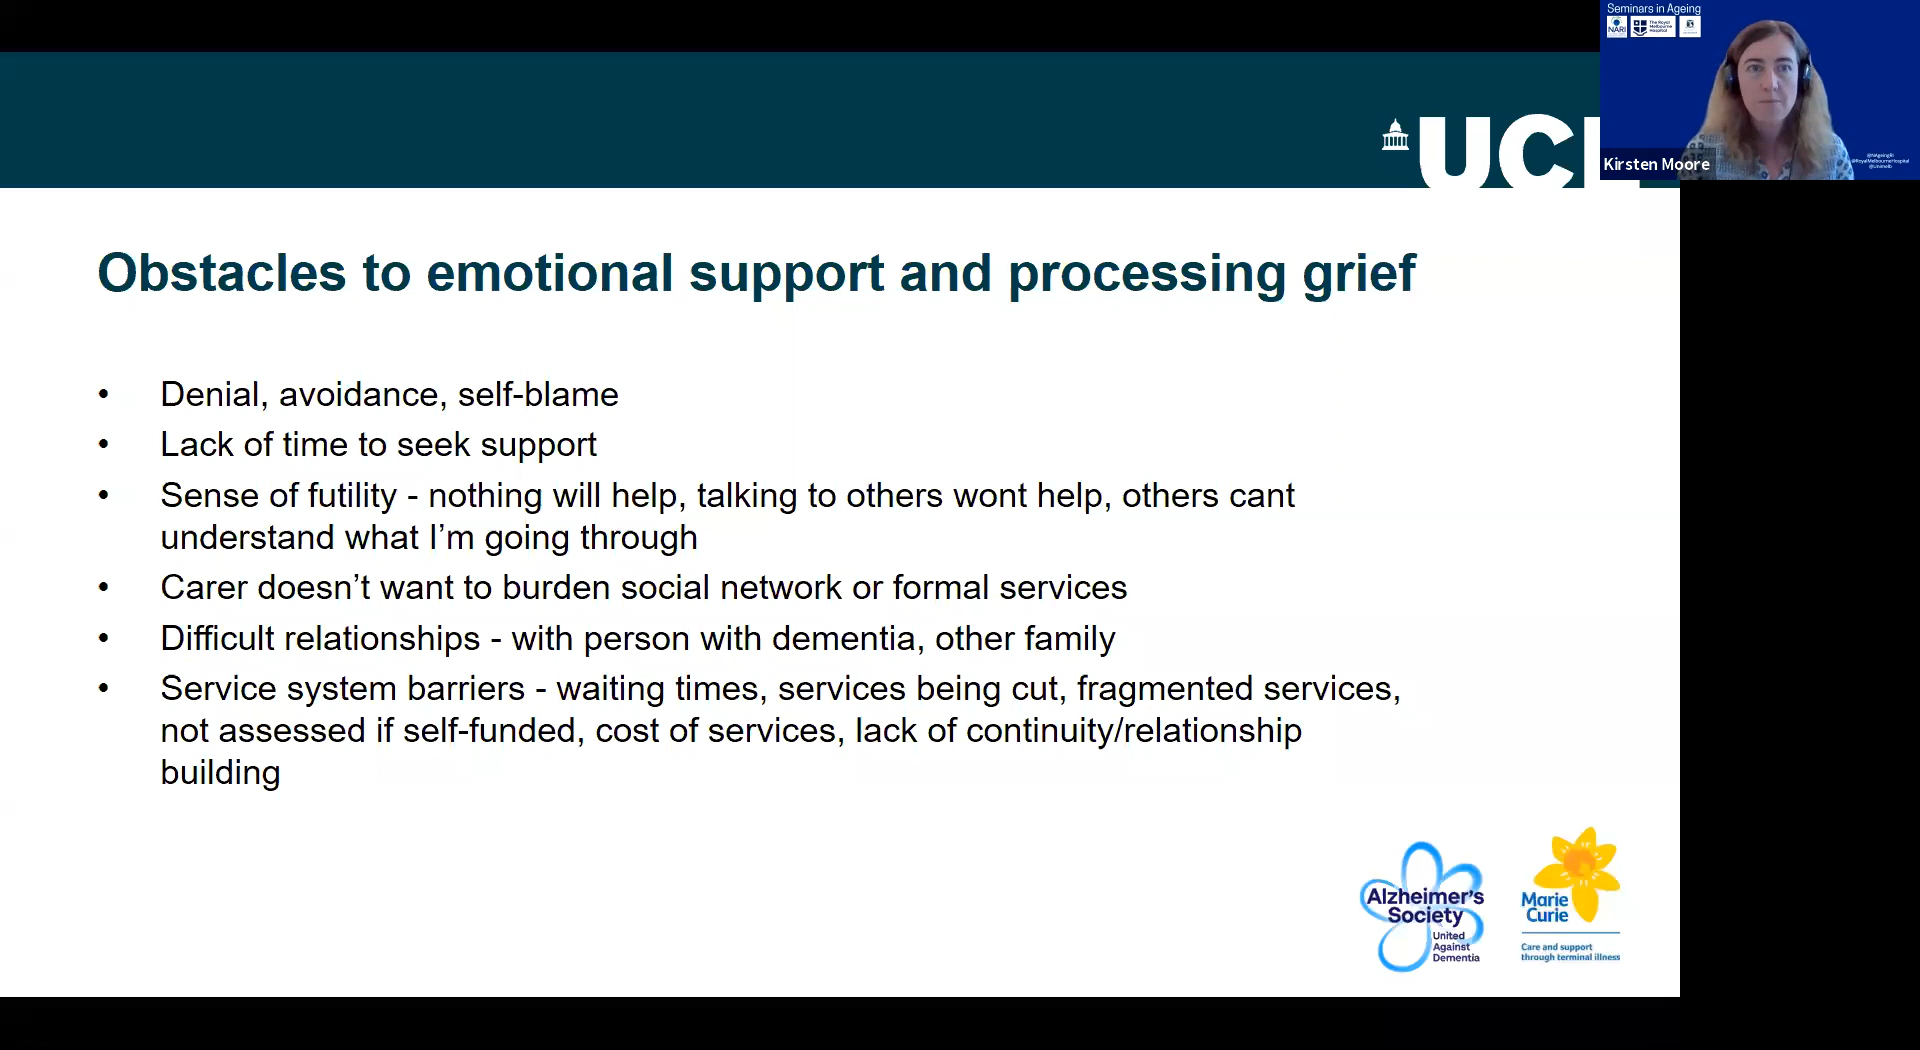 Seminars in Ageing
NARI
The Royal
Melbourne
Hospital
UCL
Kirsten Moore
@NAgeingRI
@RoyalMelbourneHospital
@Unimelb
Obstacles to emotional support and processing grief
• Denial, avoidance, self-blame
• Lack of time to seek support
• Sense of futility - nothing will help, talking to others wont help, others cant
understand what I’m going through
• Carer doesn’t want to burden social network or formal services
• Difficult relationships - with person with dementia, other family
• Service system barriers - waiting times, services being cut, fragmented services,
not assessed if self-funded, cost of services, lack of continuity/relationship
building
Alzheimer's
Society
United
Against
Dementia
Marie
Curie
Care and support
through terminal illness